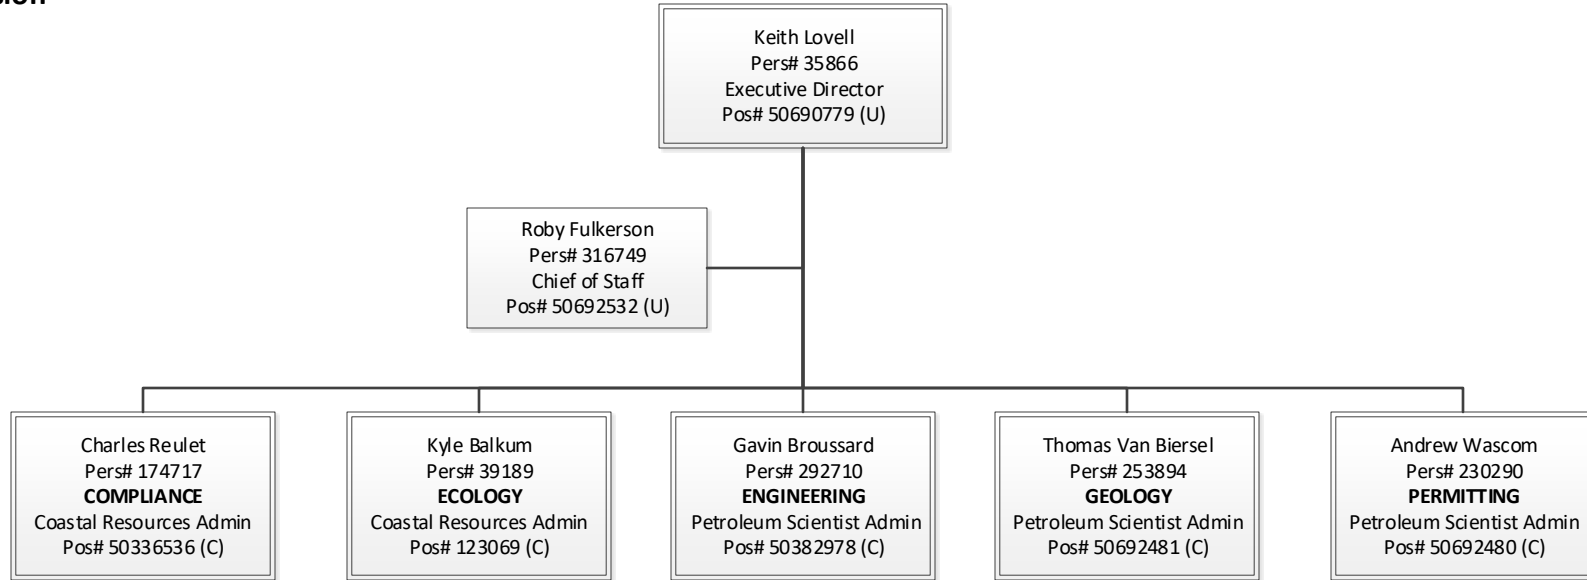 Keith Lovell
Pers# 35866
Executive Director
Pos# 50690779 (U)
Roby Fulkerson
Pers# 316749
Chief of Staff
Pos# 50692532 (U)
Charles Reulet
Pers# 174717
COMPLIANCE
Coastal Resources Admin
Pos# 50336536 (C)
Kyle Balkum
Pers# 39189
ECOLOGY
Coastal Resources Admin
Pos# 123069 (C)
Gavin Broussard
Pers# 292710
ENGINEERING
Petroleum Scientist Admin
Pos# 50382978 (C)
Thomas Van Biersel
Pers# 253894
GEOLOGY
Petroleum Scientist Admin
Pos# 50692481 (C)
Andrew Wascom
Pers# 230290
PERMITTING
Petroleum Scientist Admin
Pos# 50692480 (C)